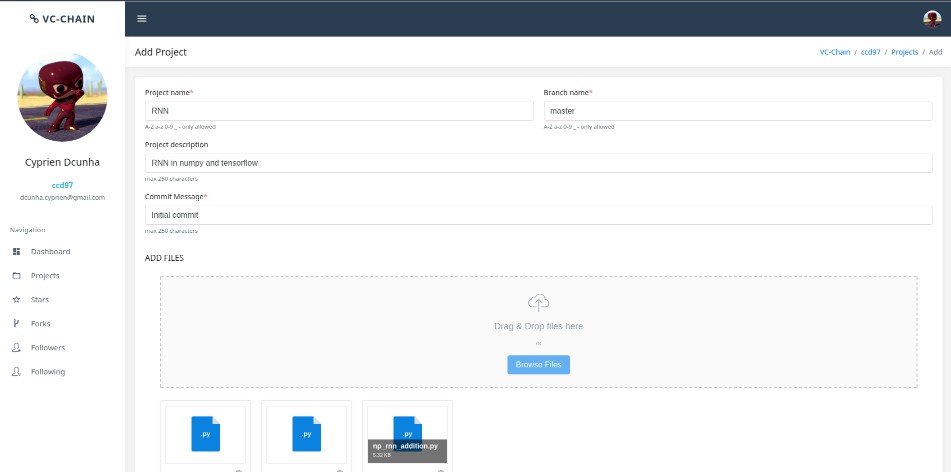 VC-CHAIN
Cyprien Dcunha
ccd97
dcunha.cyprien@gmail.com
Navigation
Dashboard
Projects
Stars
Forks
Followers
Following
Add Project
VC-Chain / ccd97 / Projects / Add
Project name*
RNN
A-Z a-z 0-9 _ - only allowed
Branch name*
master
A-Z a-z 0-9 _ - only allowed
Project description
RNN in numpy and tensorflow
max 250 characters
Commit Message*
Initial commit
max 250 characters
ADD FILES
Drag & Drop files here
or
Browse Files
.py
.py
.py
np_rnn_addition.py
5.32 KB